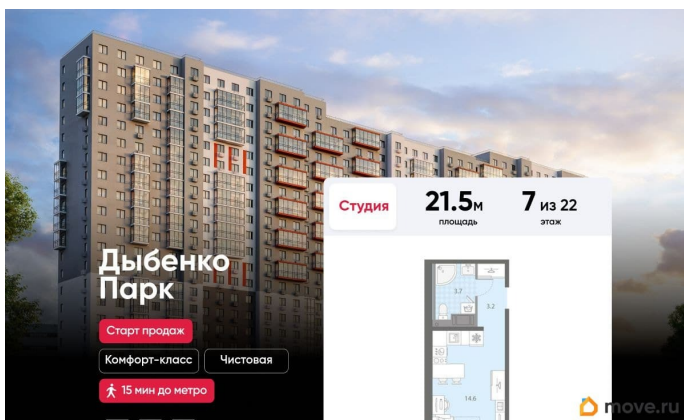 Студия
21.5м
площадь
7 из 22
этаж
Дыбенко
Парк
Старт продаж
Комфорт-класс
Чистовая
15 мин до метро
3.7
3.2
14.6
move.ru